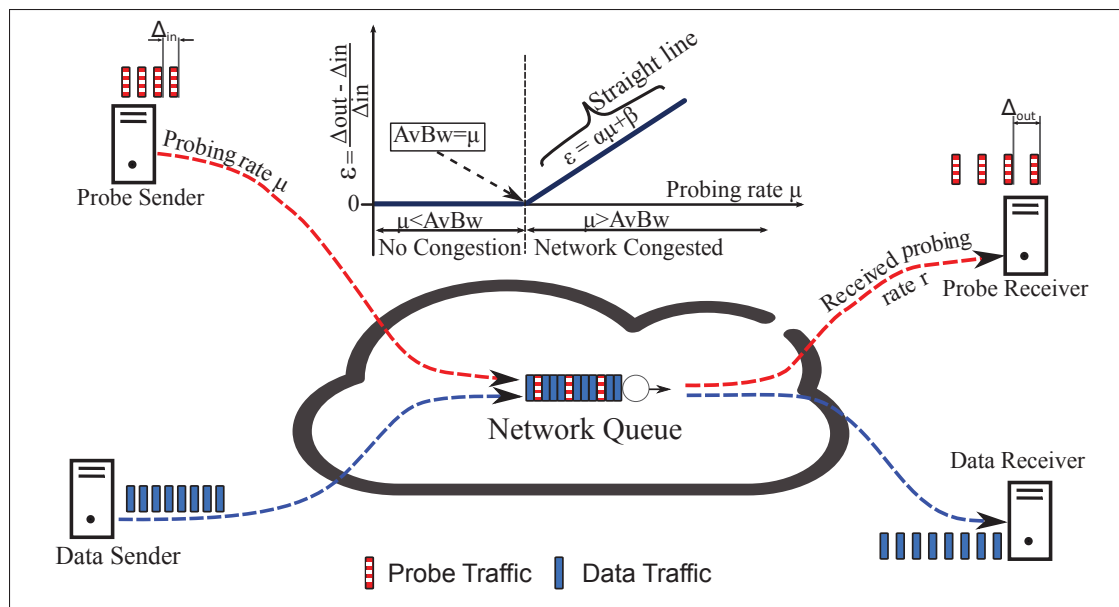 Δin
Probe Sender
Probing rate μ
ε= Δout - Δin
Δin
AvBw=μ
Straight line
ε = αμ+β
0
Probing rate μ
μ<AvBw
μ>AvBw
No Congestion
Network Congested
Δout
Probe Receiver
Received probing
rate r
Network Queue
Data Sender
Data Receiver
Probe Traffic
Data Traffic